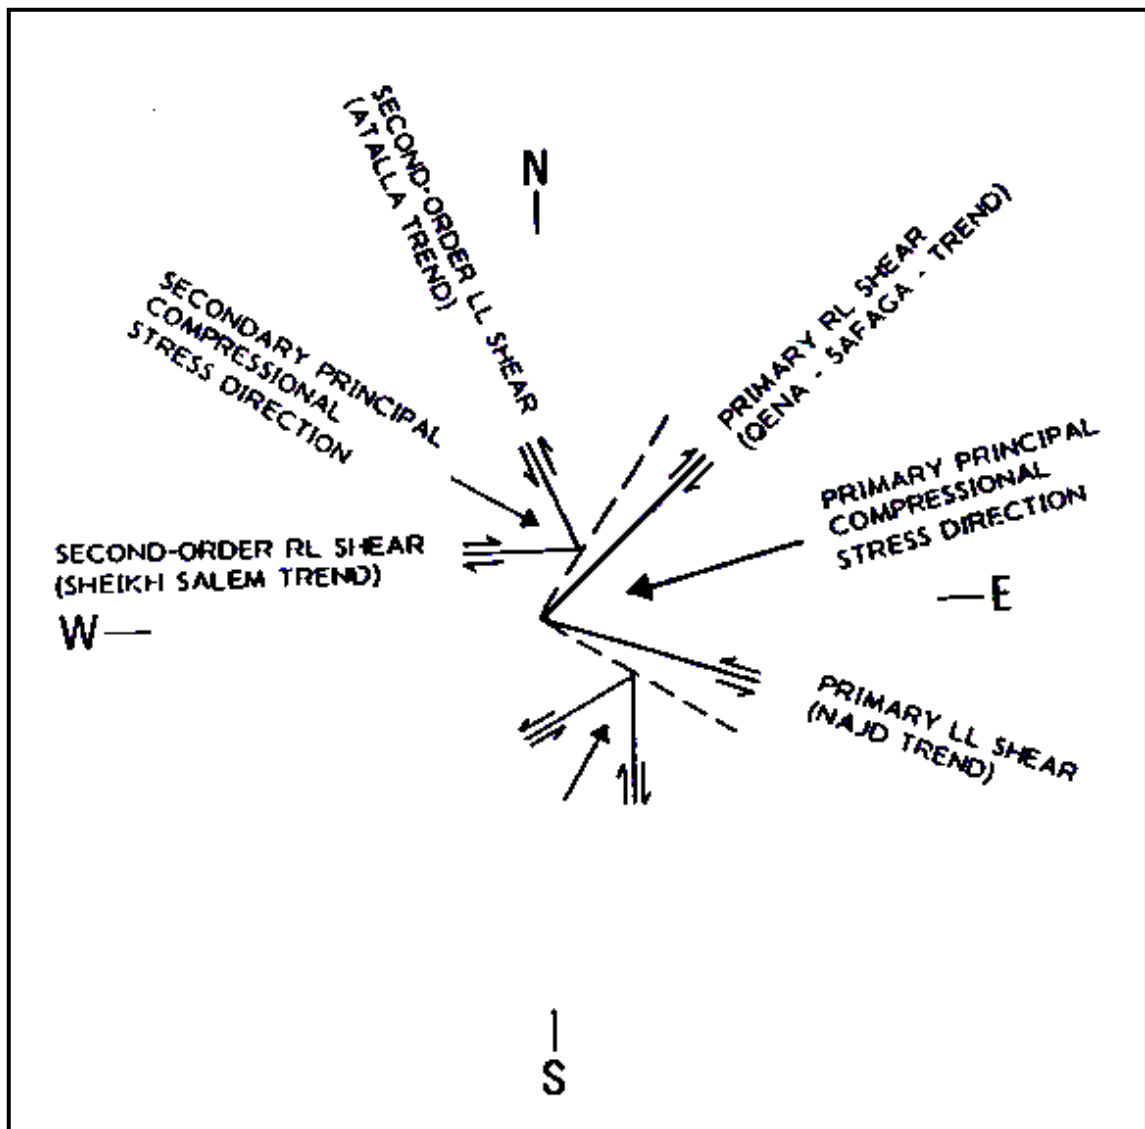 N
SECOND-ORDER LL SHEAR
(ATALLA TREND)
PRIMARY RL SHEAR
(QENA - SAFAGA - TREND)
SECONDARY PRINCIPAL
COMPRESSIONAL
STRESS DIRECTION
PRIMARY PRINCIPAL
COMPRESSIONAL
STRESS DIRECTION
SECOND-ORDER RL SHEAR
(SHEIKH SALEM TREND)
W
E
PRIMARY LL SHEAR
(NAJD TREND)
S